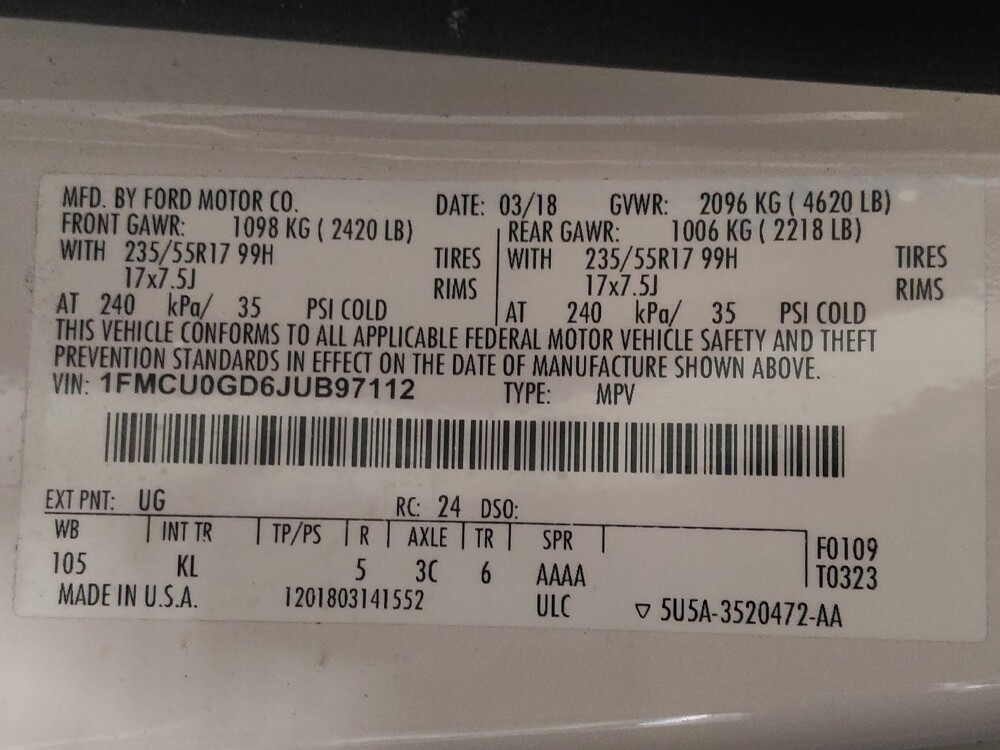 MFD. BY FORD MOTOR CO. DATE: 03/18 GVWR: 2096 KG ( 4620 LB)
FRONT GAWR: 1098 KG ( 2420 LB) REAR GAWR: 1006 KG ( 2218 LB)
WITH 235/55R17 99H TIRES WITH 235/55R17 99H TIRES
17x7.5J RIMS 17x7.5J RIMS
AT 240 kPa/ 35 PSI COLD AT 240 kPa/ 35 PSI COLD
THIS VEHICLE CONFORMS TO ALL APPLICABLE FEDERAL MOTOR VEHICLE SAFETY AND THEFT
PREVENTION STANDARDS IN EFFECT ON THE DATE OF MANUFACTURE SHOWN ABOVE.
VIN: 1FMCU0GD6JUB97112 TYPE: MPV
EXT PNT: UG RC: 24 DSO:
WB INT TR TP/PS R AXLE TR SPR F0109
105 KL 5 3C 6 AAAA T0323
MADE IN U.S.A. 1201803141552 ULC ▽ 5U5A-3520472-AA